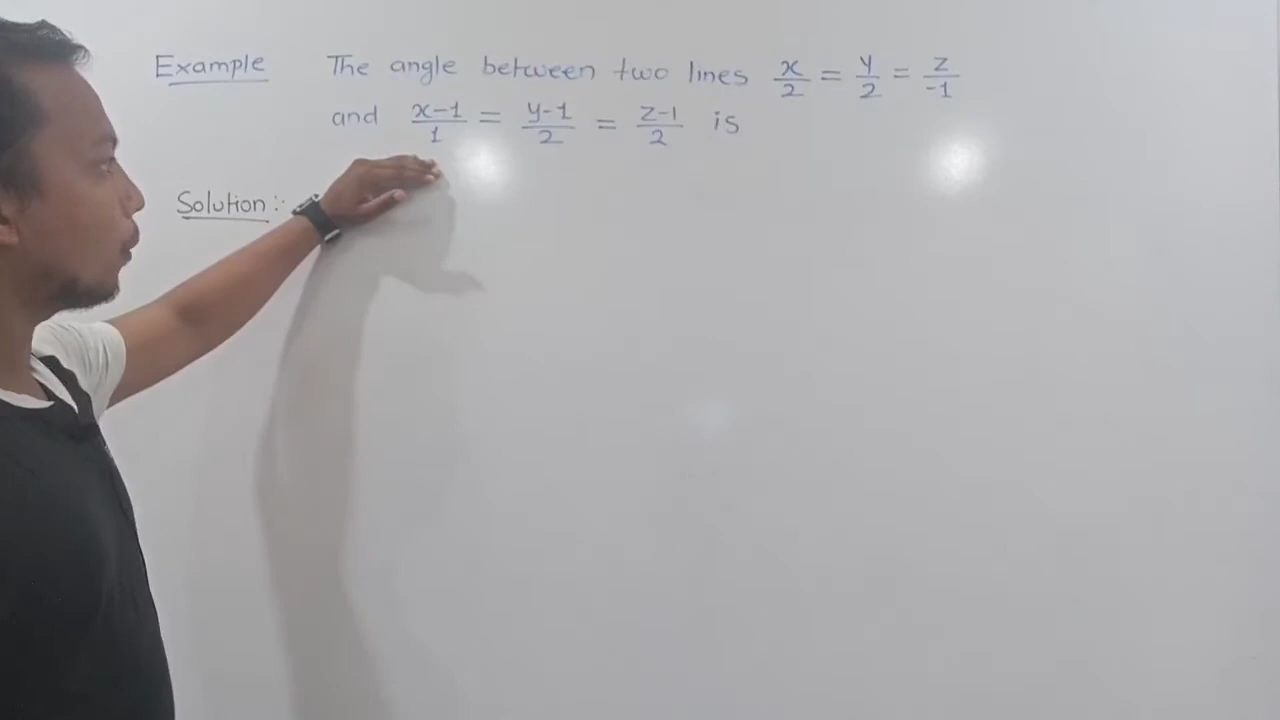 Example The angle between two lines x/2 = y/2 = z/-1
and x-1/1 = y-1/2 = z-1/2 is
Solution :-